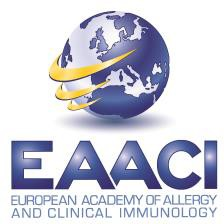 EAACI
EUROPEAN ACADEMY OF ALLERGY
AND CLINICAL IMMUNOLOGY